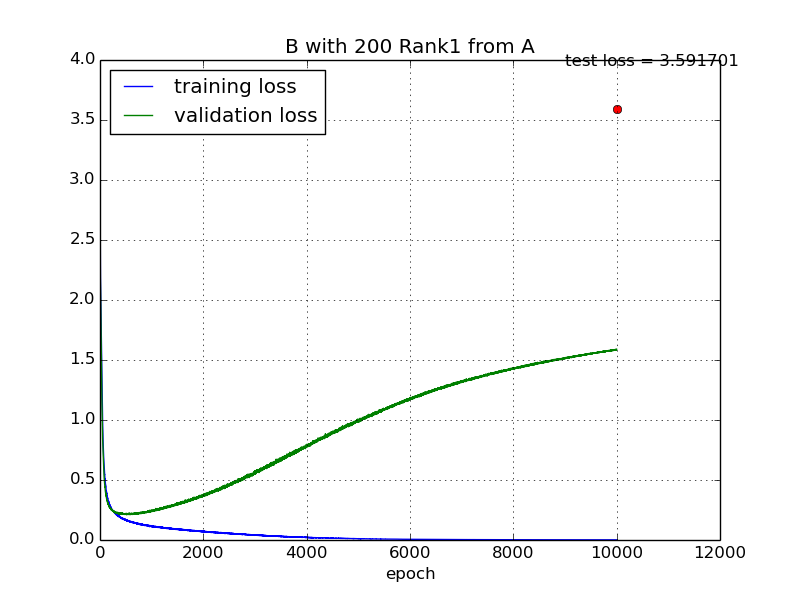 B with 200 Rank1 from A
test loss = 3.591701
training loss
validation loss
4.0
3.5
3.0
2.5
2.0
1.5
1.0
0.5
0.0
0 2000 4000 6000 8000 10000 12000
epoch